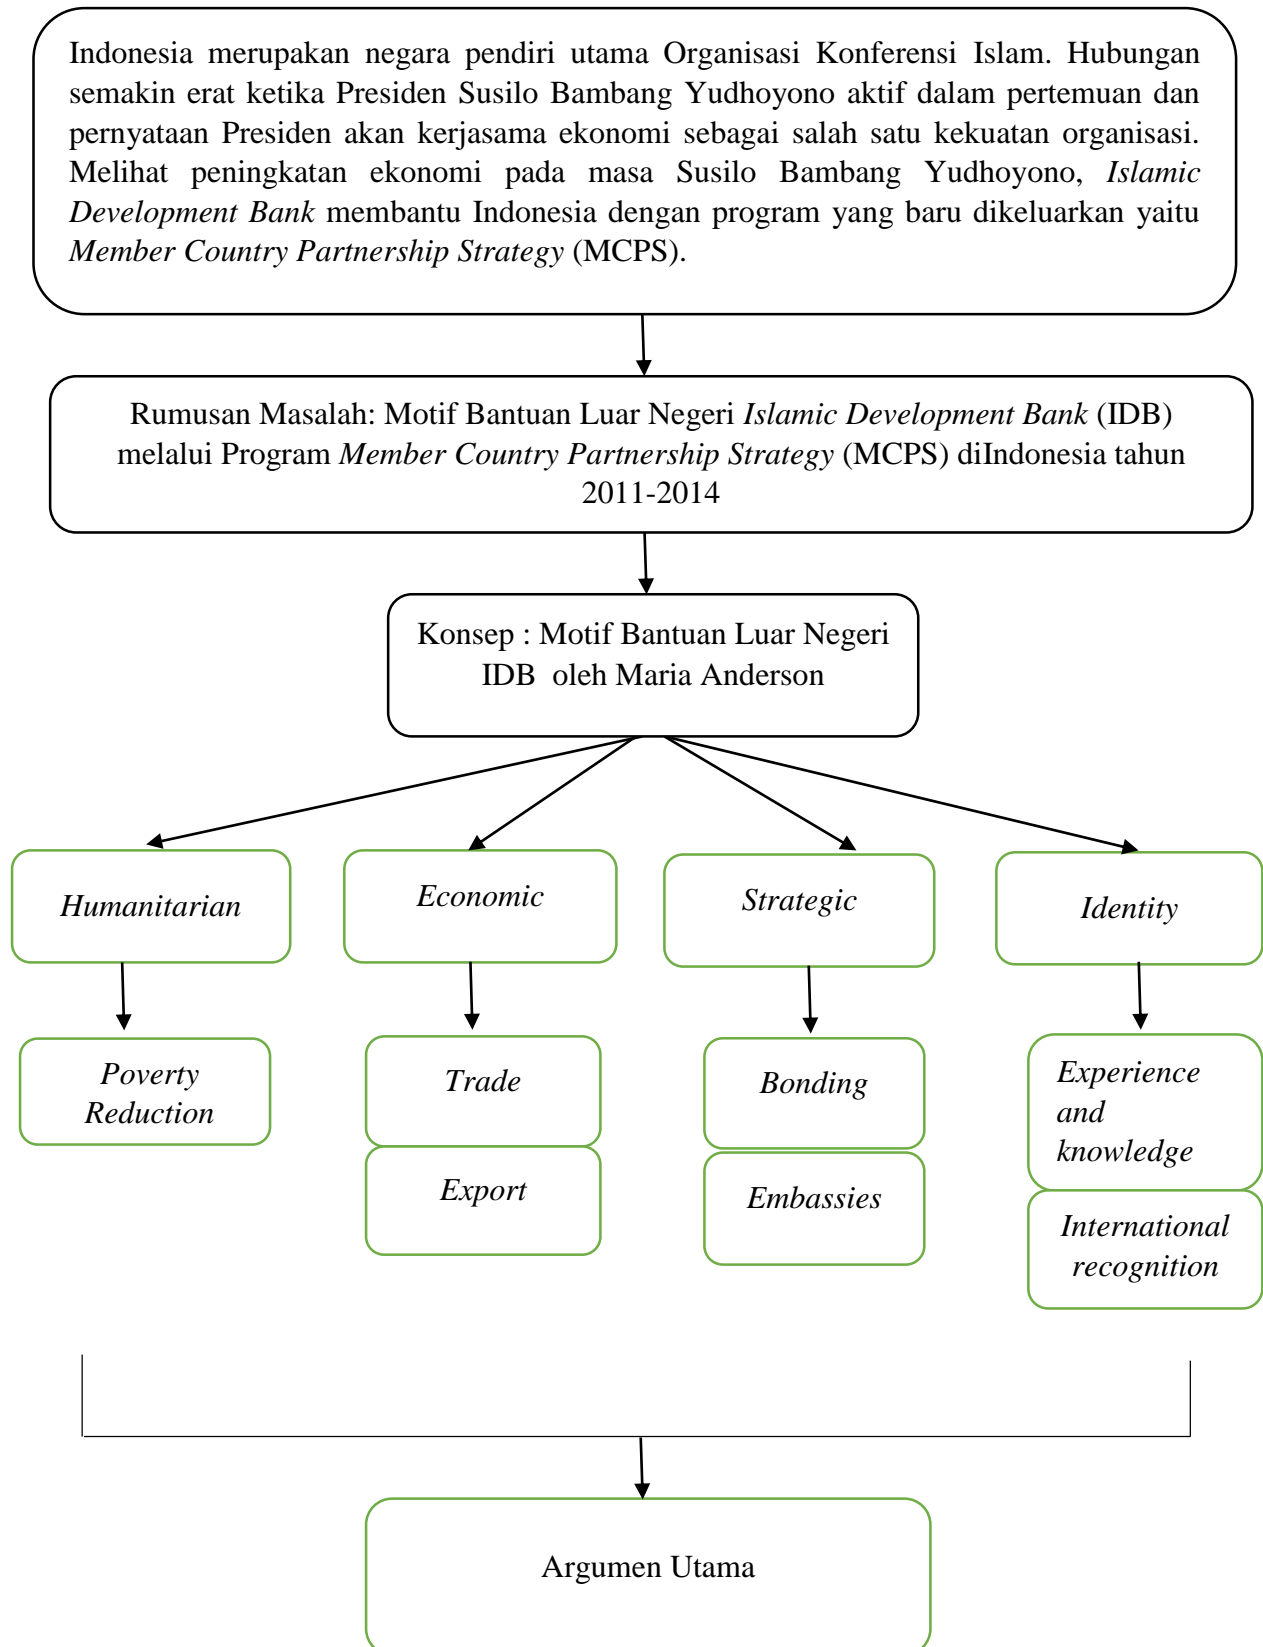 Indonesia merupakan negara pendiri utama Organisasi Konferensi Islam. Hubungan
semakin erat ketika Presiden Susilo Bambang Yudhoyono aktif dalam pertemuan dan
pernyataan Presiden akan kerjasama ekonomi sebagai salah satu kekuatan organisasi.
Melihat peningkatan ekonomi pada masa Susilo Bambang Yudhoyono, Islamic
Development Bank membantu Indonesia dengan program yang baru dikeluarkan yaitu
Member Country Partnership Strategy (MCPS).
Rumusan Masalah: Motif Bantuan Luar Negeri Islamic Development Bank (IDB)
melalui Program Member Country Partnership Strategy (MCPS) diIndonesia tahun
2011-2014
Konsep : Motif Bantuan Luar Negeri
IDB oleh Maria Anderson
Humanitarian
Economic
Strategic
Identity
Poverty
Reduction
Trade
Export
Bonding
Embassies
Experience
and
knowledge
International
recognition
Argumen Utama